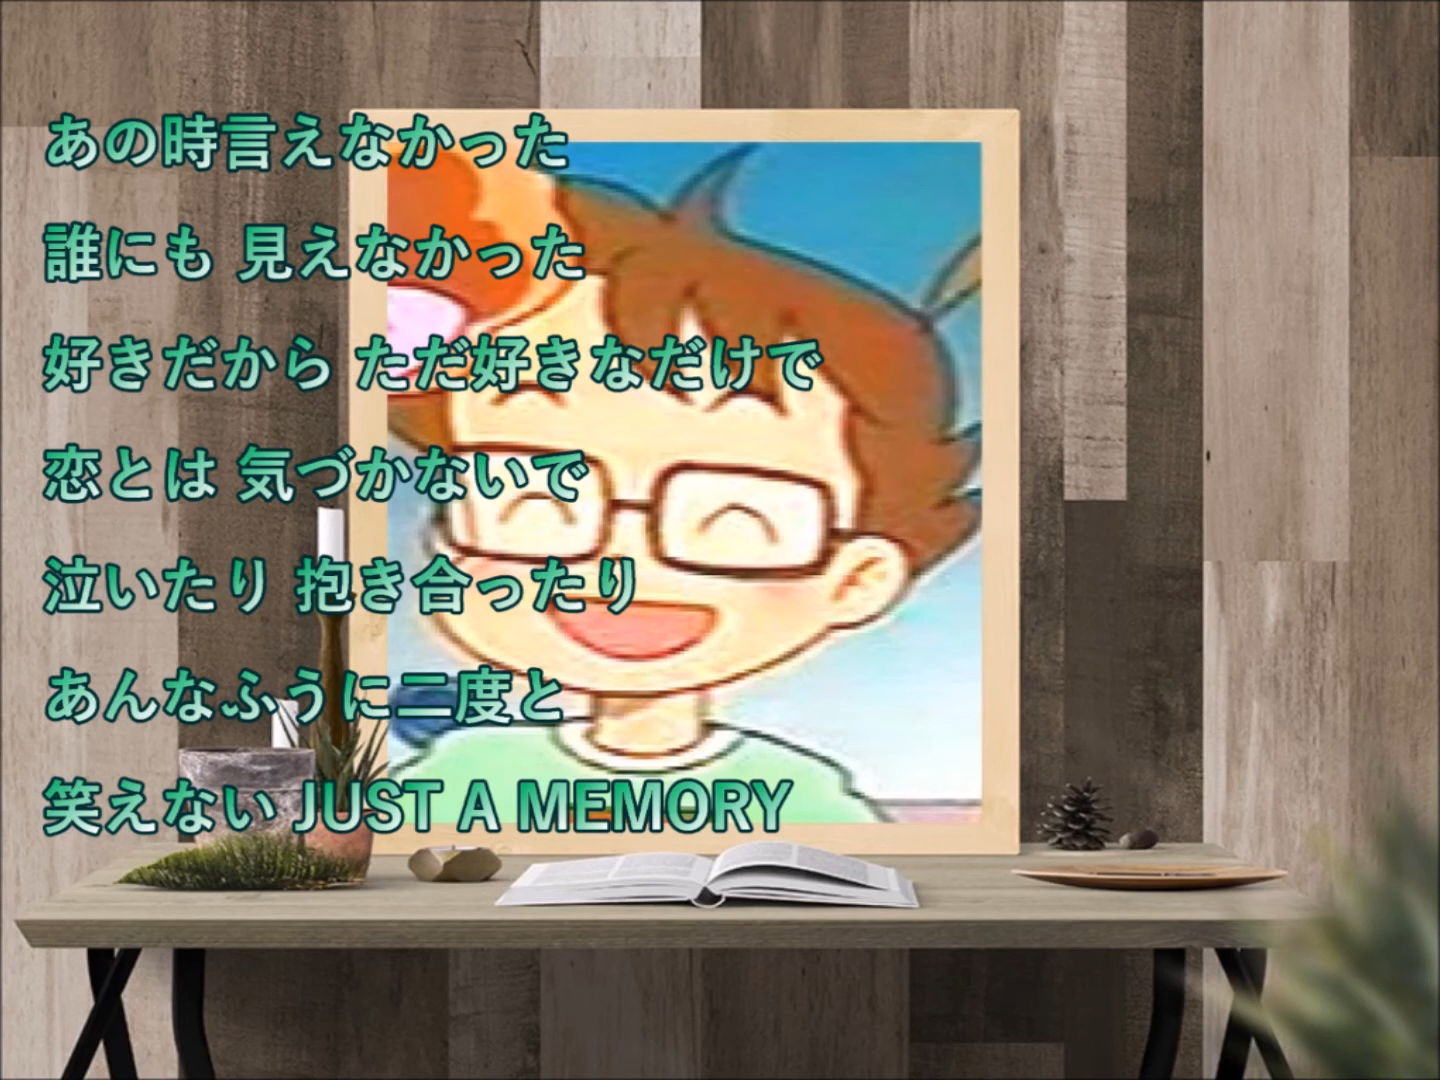 あの時言えなかった
誰にも 見えなかった
好きだから ただ好きなだけで
恋とは 気づかないで
泣いたり 抱き合ったり
あんなふうに二度と
笑えない JUST A MEMORY